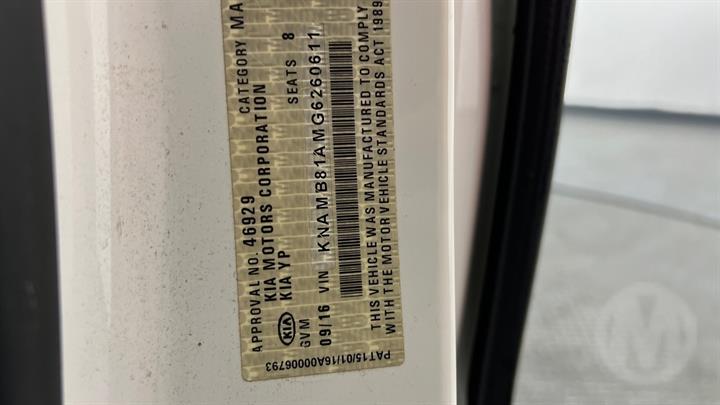 APPROVAL NO. 46929 CATEGORY MA
KIA MOTORS CORPORATION
KIA YP SEATS 8
KIA
GVM
09/16 VIN KNAMB81AMG6260611
THIS VEHICLE WAS MANUFACTURED TO COMPLY
WITH THE MOTOR VEHICLE STANDARDS ACT 1989
PAT15/01/16A00006793
M